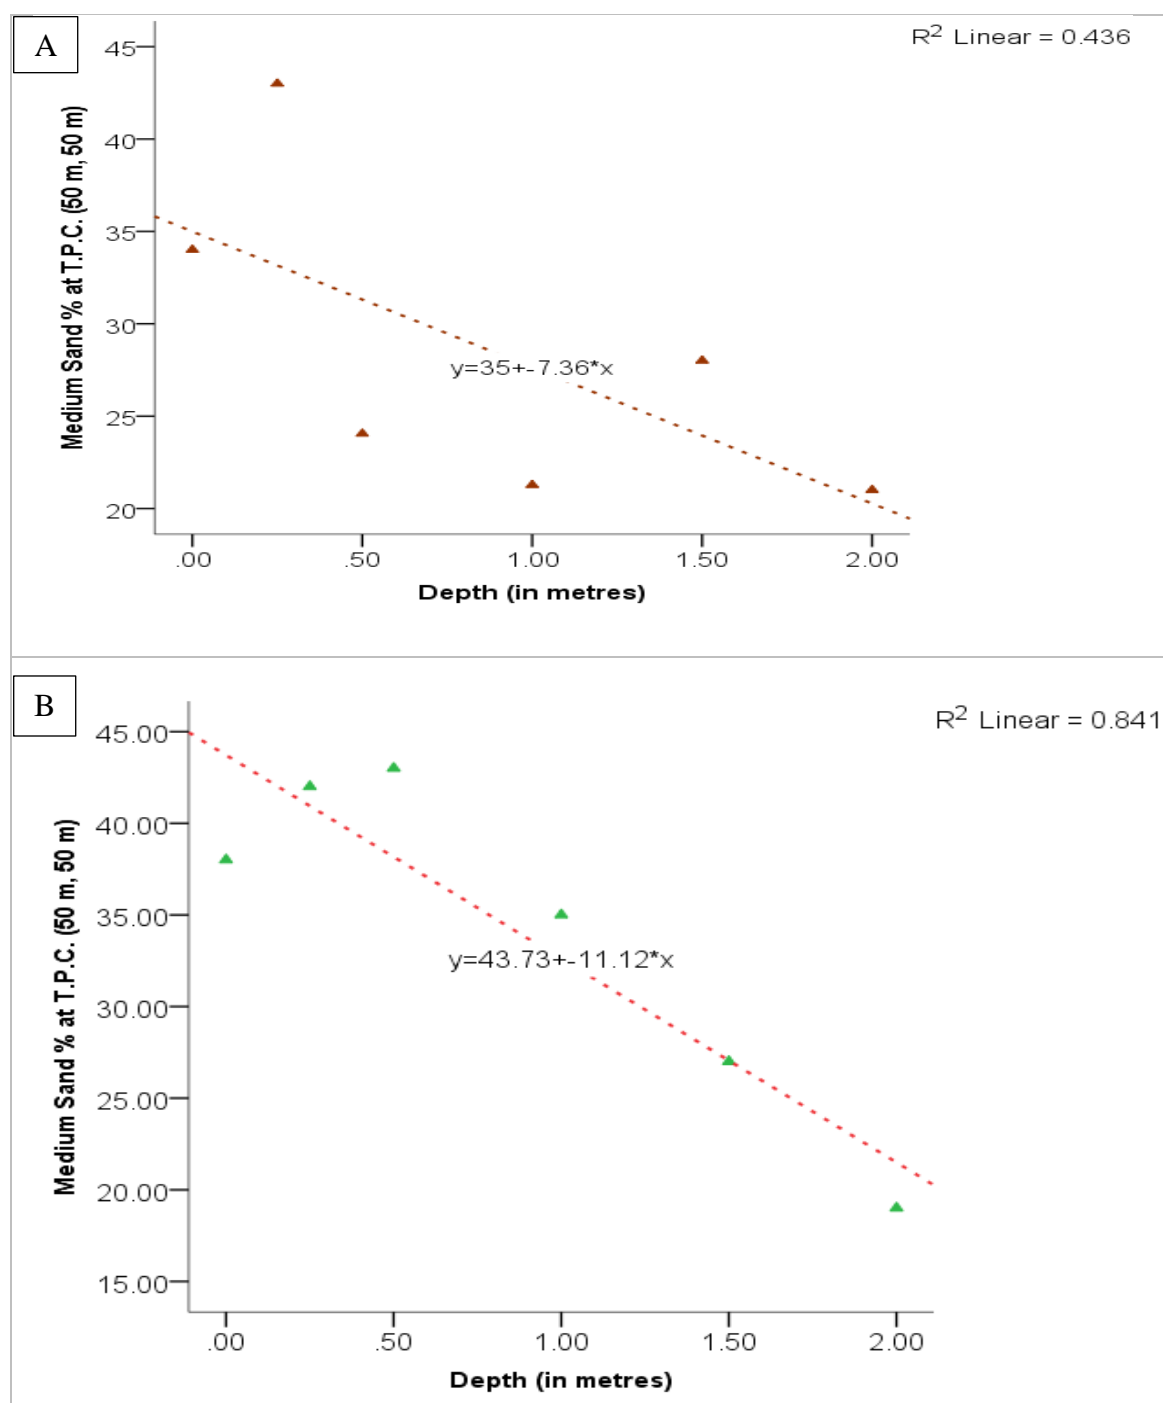 A
R² Linear = 0.436
Medium Sand % at T.P.C. (50 m, 50 m)
45
40
35
30
25
20
y=35+-7.36*x
.00 .50 1.00 1.50 2.00
Depth (in metres)
B
R² Linear = 0.841
Medium Sand % at T.P.C. (50 m, 50 m)
45.00
40.00
35.00
30.00
25.00
20.00
15.00
y=43.73+-11.12*x
.00 .50 1.00 1.50 2.00
Depth (in metres)